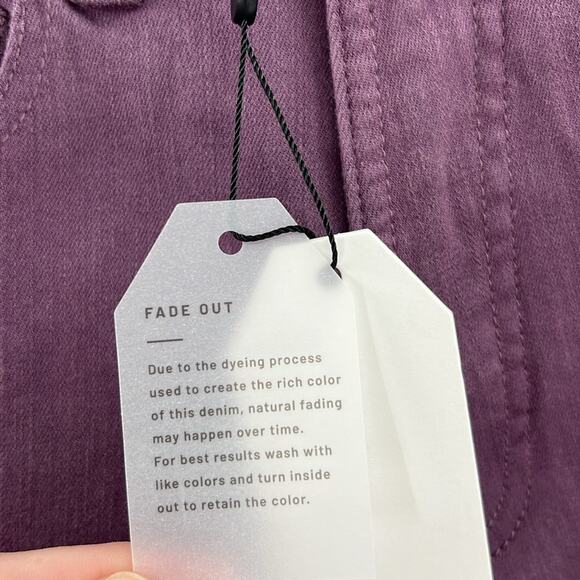 FADE OUT
Due to the dyeing process
used to create the rich color
of this denim, natural fading
may happen over time.
For best results wash with
like colors and turn inside
out to retain the color.